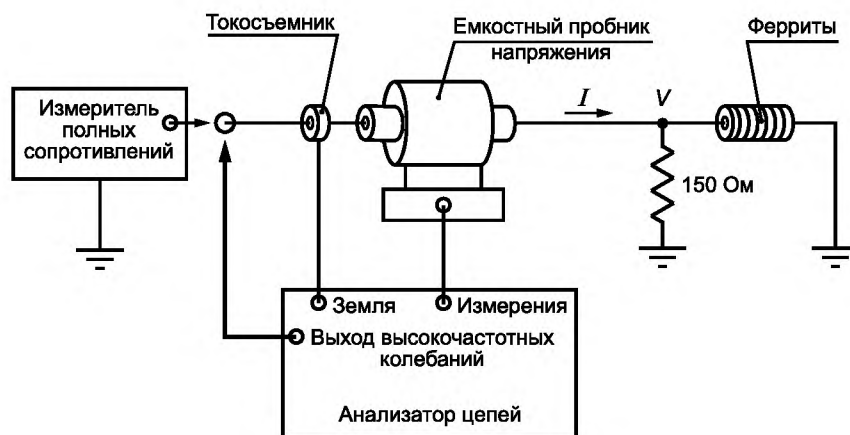 Токосъемник
Емкостный пробник
напряжения
Ферриты
Измеритель
полных
сопротивлений
I
V
150 Ом
Земля
Измерения
Выход высокочастотных
колебаний
Анализатор цепей